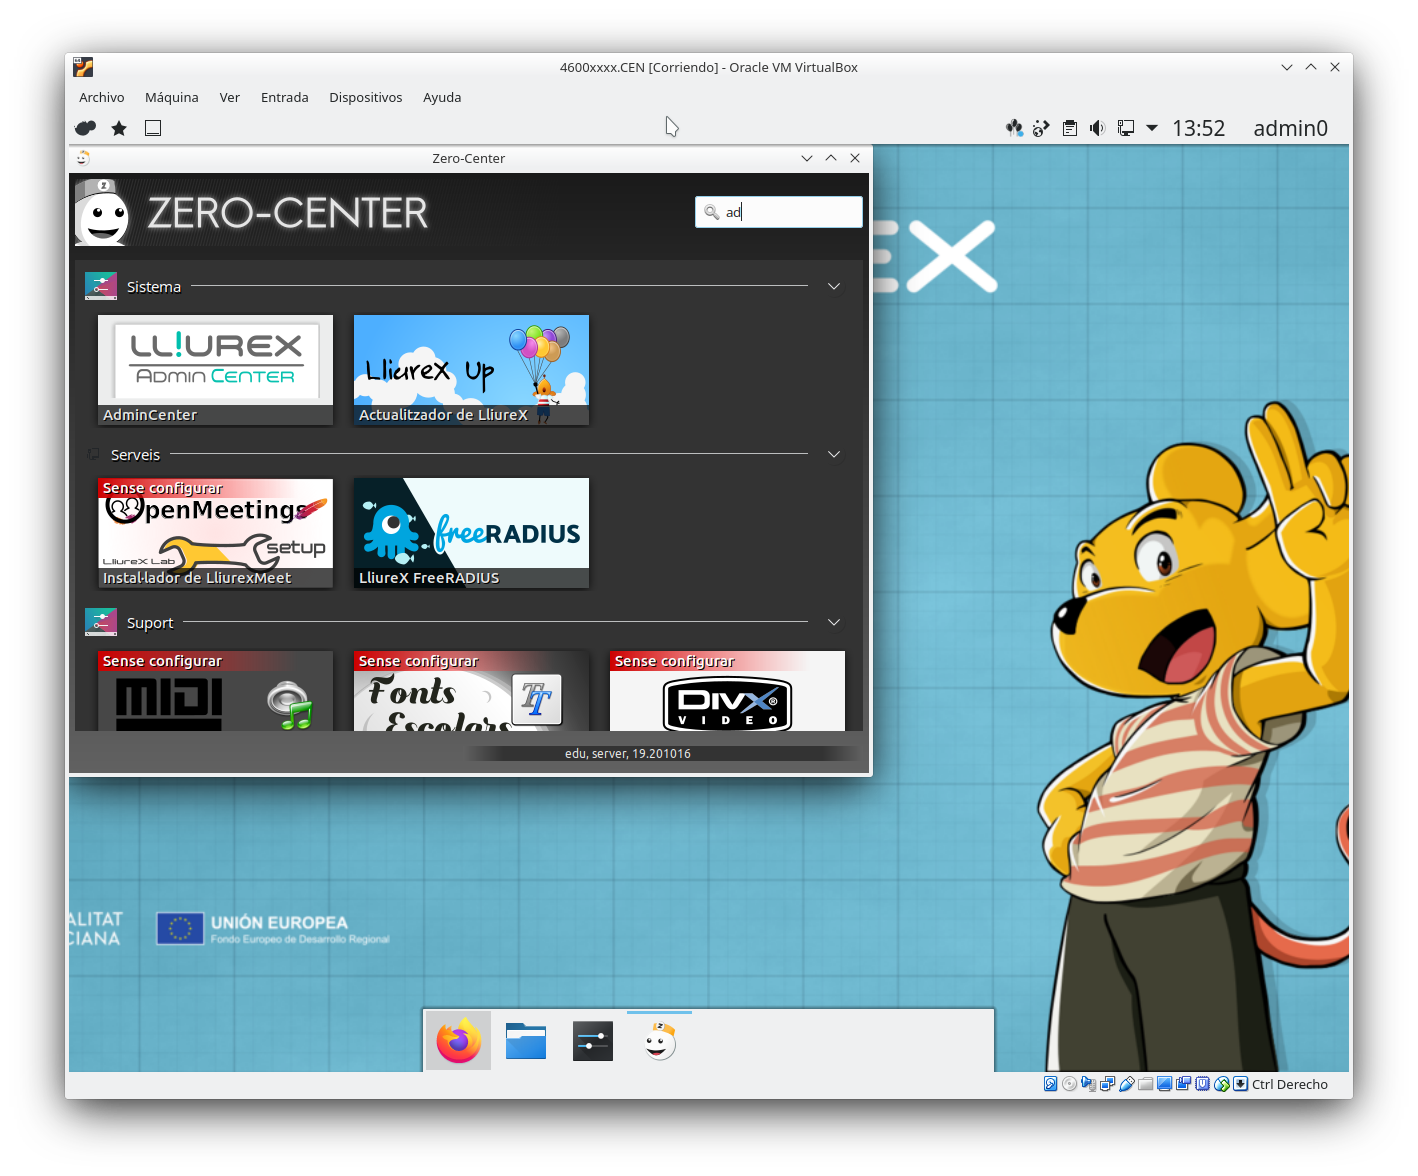 4600xxxx.CEN [Corriendo] - Oracle VM VirtualBox
Archivo Máquina Ver Entrada Dispositivos Ayuda
13:52 admin0
Zero-Center
ZERO-CENTER
ad
EX
Sistema
LL!UREX
ADMIN CENTER
AdminCenter
LliureX Up
Actualitzador de LliureX
Serveis
Sense configurar
OpenMeetings
setup
LliureX Lab
Instal·lador de LliurexMeet
freeRADIUS
LliureX FreeRADIUS
Suport
Sense configurar
MIDI
Sense configurar
Fonts
Escolars
TT
Sense configurar
DIVX®
VIDEO
edu, server, 19.201016
ALITAT
CIANA
UNIÓN EUROPEA
Fondo Europeo de Desarrollo Regional
Ctrl Derecho